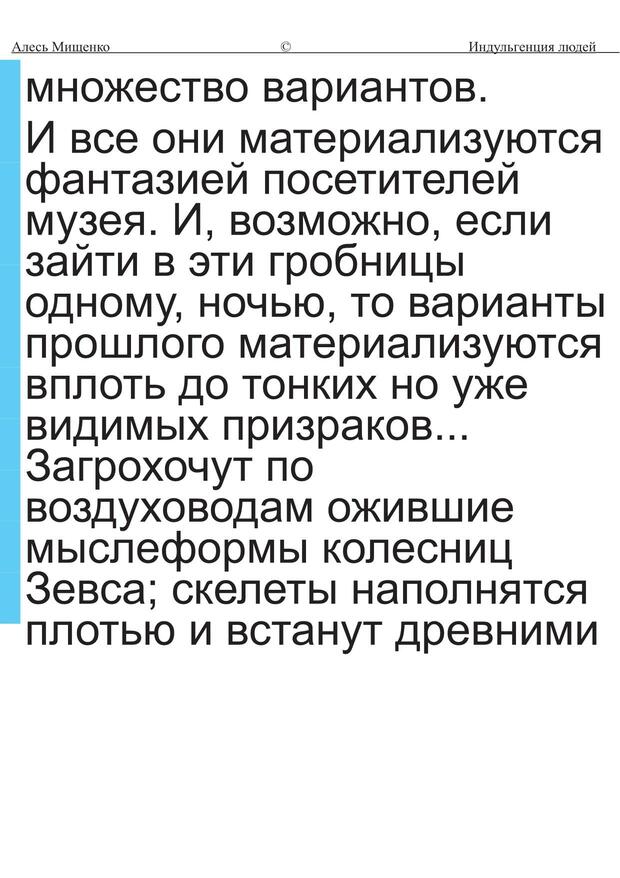 Алесь Мищенко © Индульгенция людей
множество вариантов.
И все они материализуются
фантазией посетителей
музея. И, возможно, если
зайти в эти гробницы
одному, ночью, то варианты
прошлого материализуются
вплоть до тонких но уже
видимых призраков...
Загрохочут по
воздуховодам ожившие
мыслеформы колесниц
Зевса; скелеты наполнятся
плотью и встанут древними